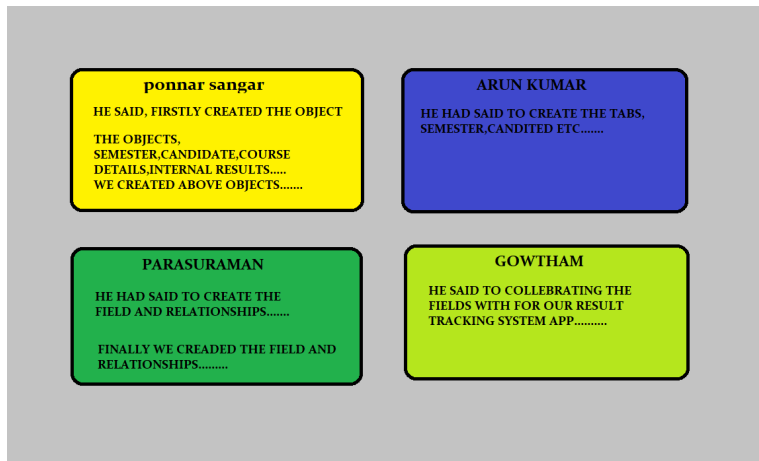 ponnar sangar
HE SAID, FIRSTLY CREATED THE OBJECT
THE OBJECTS,
SEMESTER,CANDIDATE,COURSE
DETAILS,INTERNAL RESULTS.....
WE CREATED ABOVE OBJECTS.......
ARUN KUMAR
HE HAD SAID TO CREATE THE TABS,
SEMESTER,CANDITED ETC.......
PARASURAMAN
HE HAD SAID TO CREATE THE
FIELD AND RELATIONSHIPS.......
FINALLY WE CREADED THE FIELD AND
RELATIONSHIPS.........
GOWTHAM
HE SAID TO COLLEBRATING THE
FIELDS WITH FOR OUR RESULT
TRACKING SYSTEM APP..........